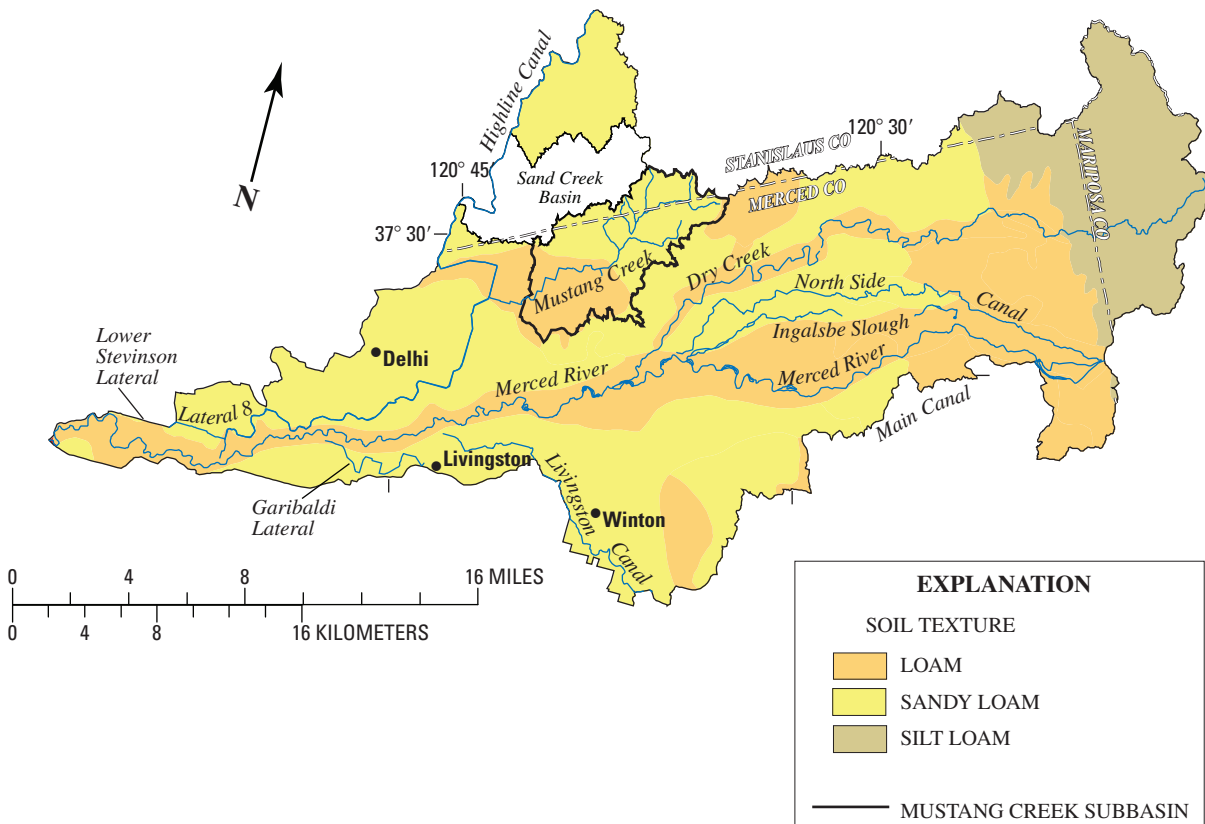 Highline Canal
120° 45
120° 30′
STANISLAUS CO
MERCED CO
MARIPOSA CO
N
Sand Creek
Basin
37° 30′
Mustang Creek
Dry Creek
North Side
Canal
Ingalsbe Slough
Merced River
Merced River
Main Canal
Lower
Stevinson
Lateral
Delhi
Lateral 8
Livingston
Garibaldi
Lateral
Livingston
Canal
Winton
0 4 8 16 MILES
0 4 8 16 KILOMETERS
EXPLANATION
SOIL TEXTURE
LOAM
SANDY LOAM
SILT LOAM
MUSTANG CREEK SUBBASIN